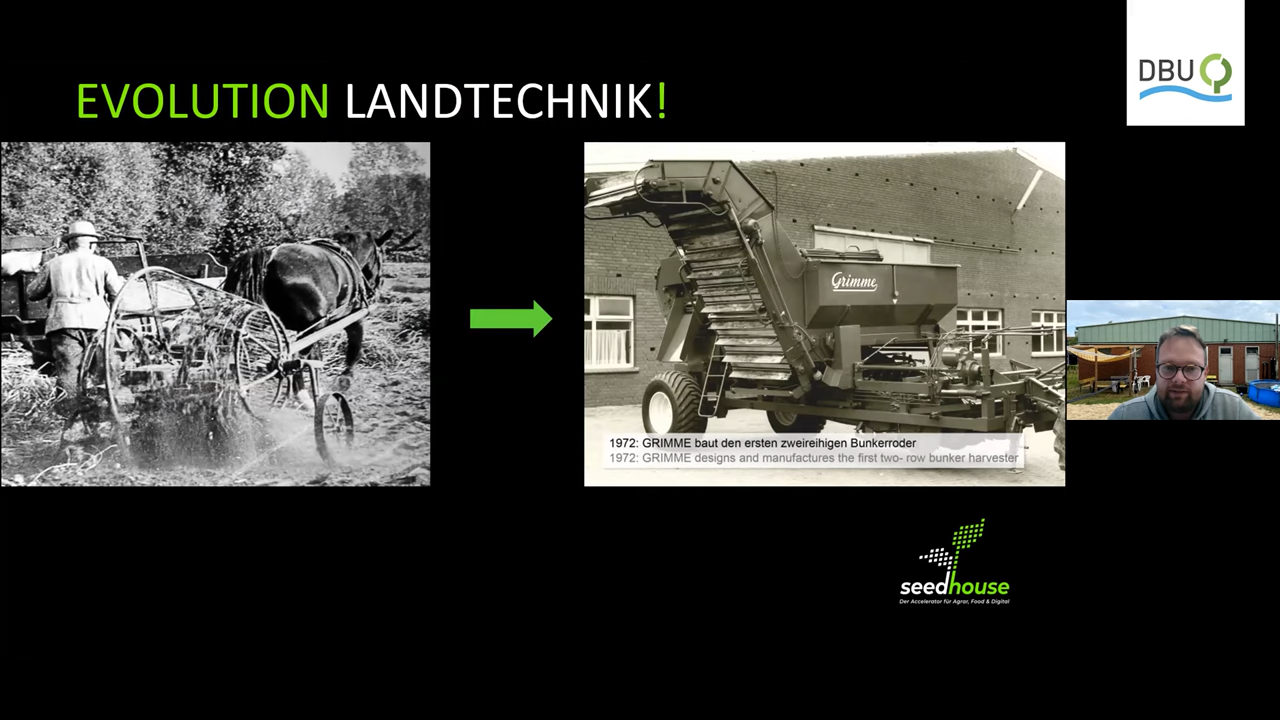 EVOLUTION LANDTECHNIK!
DBU
Grimme
1972: GRIMME baut den ersten zweireihigen Bunkerroder
1972: GRIMME designs and manufactures the first two- row bunker harvester
seedhouse
Der Accelerator für Agrar, Food & Digital